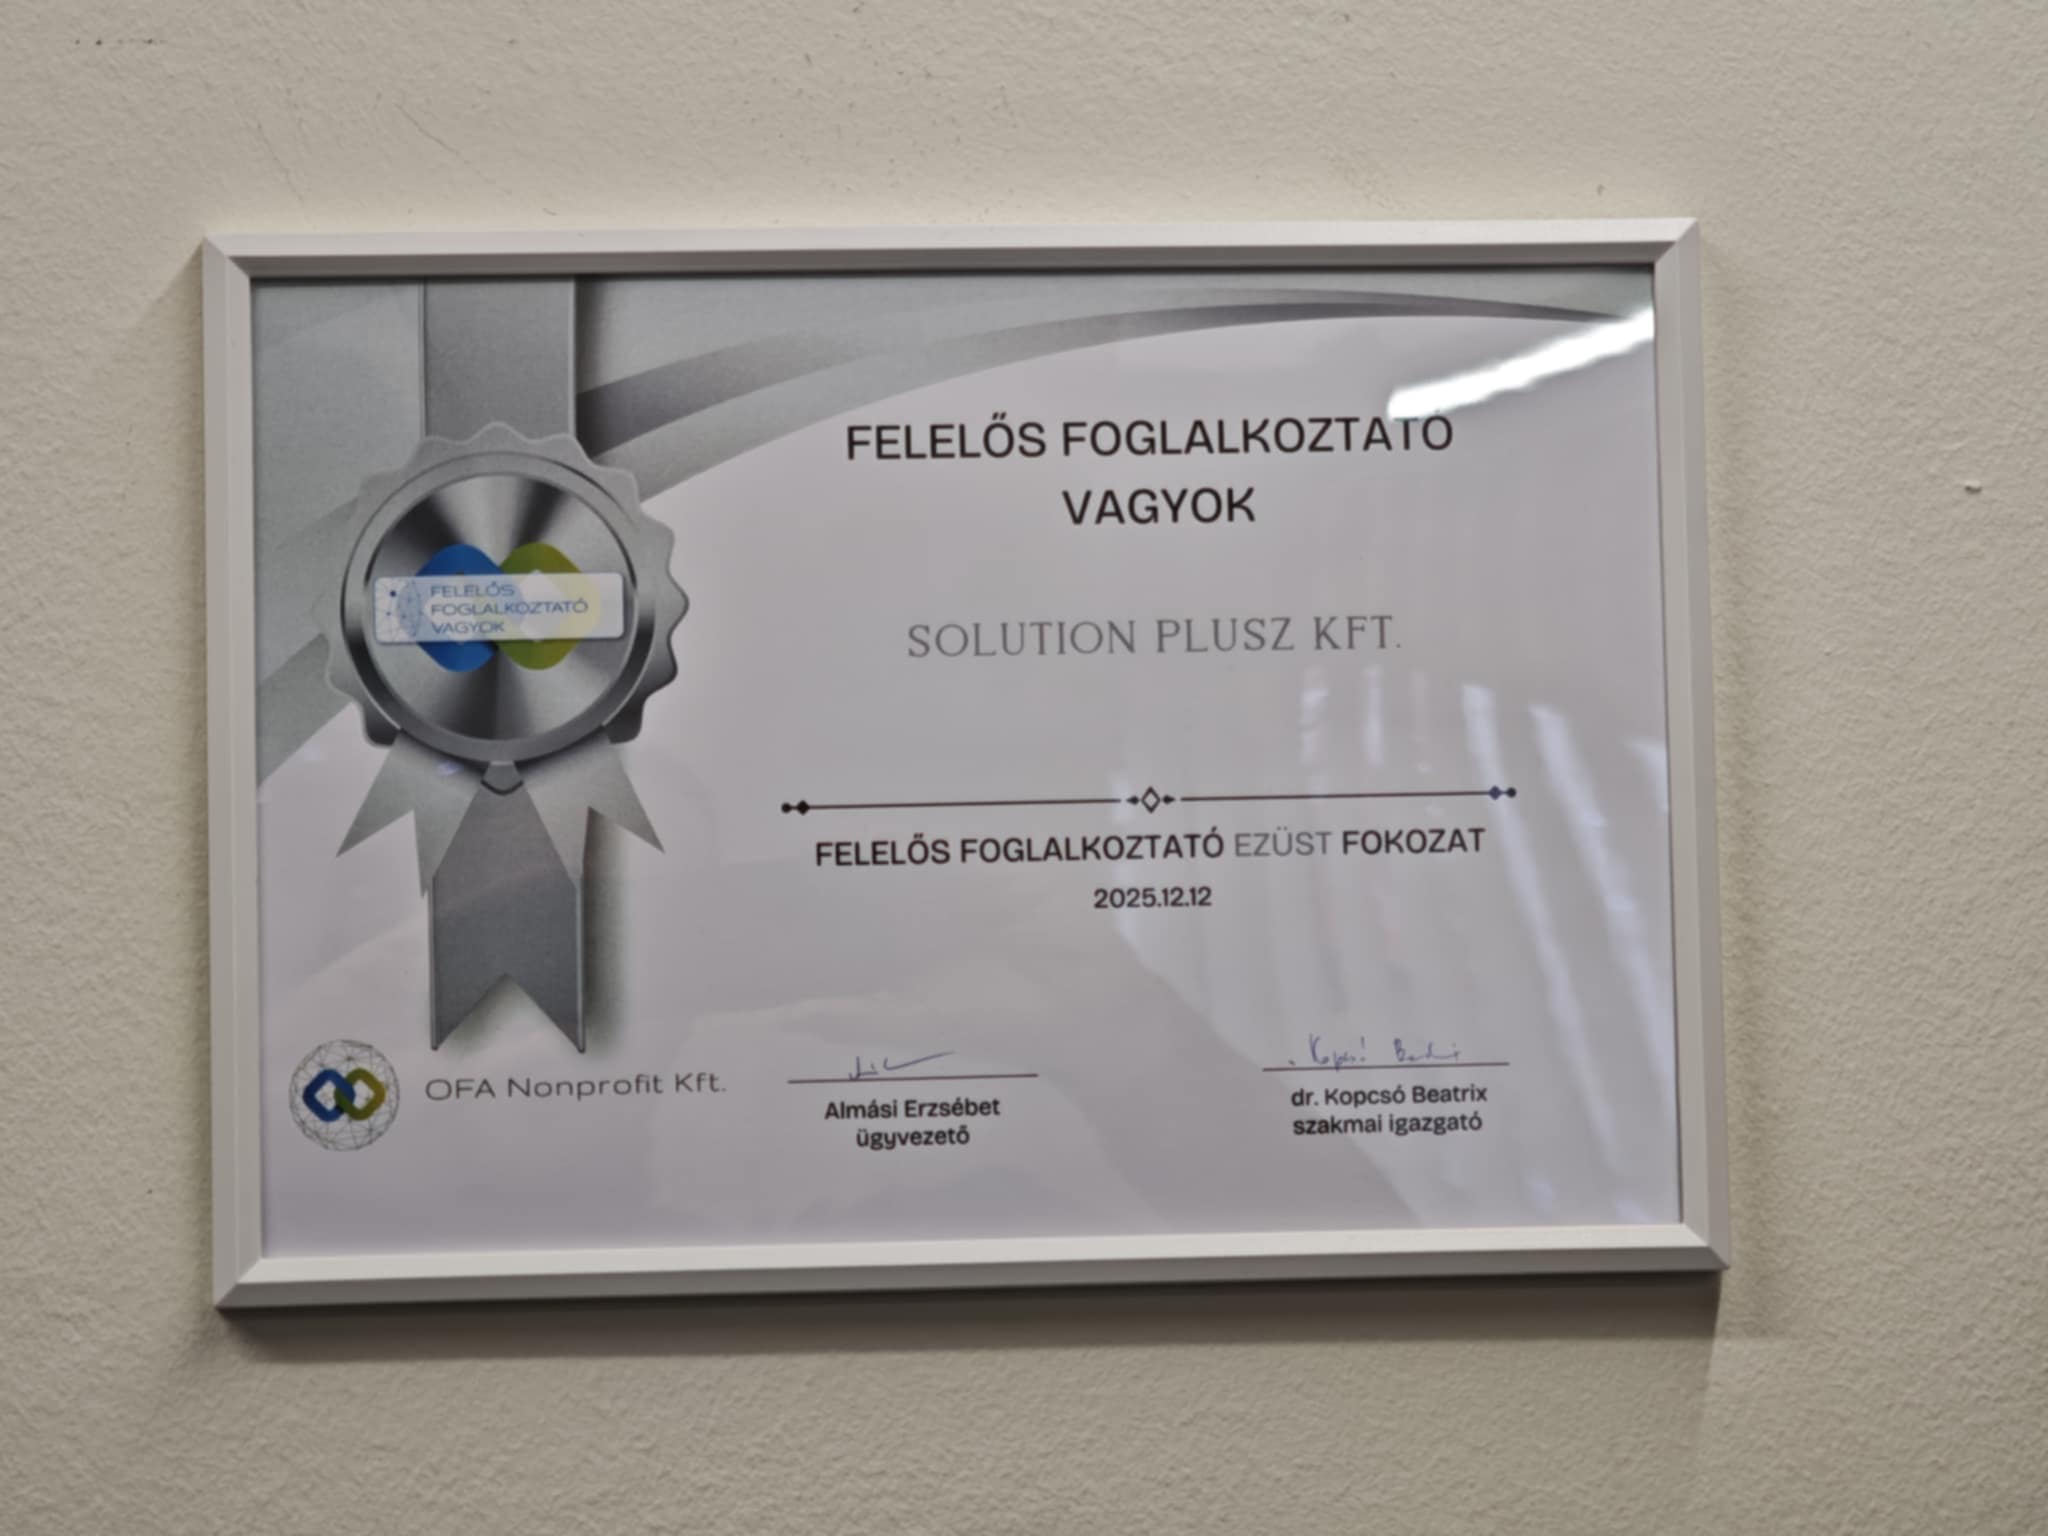 FELELŐS FOGLALKOZTATÓ
VAGYOK
FELELŐS
FOGLALKOZTATÓ
VAGYOK
SOLUTION PLUSZ KFT.
FELELŐS FOGLALKOZTATÓ EZÜST FOKOZAT
2025.12.12
OFA Nonprofit Kft.
Almási Erzsébet
ügyvezető
dr. Kopcsó Beatrix
szakmai igazgató